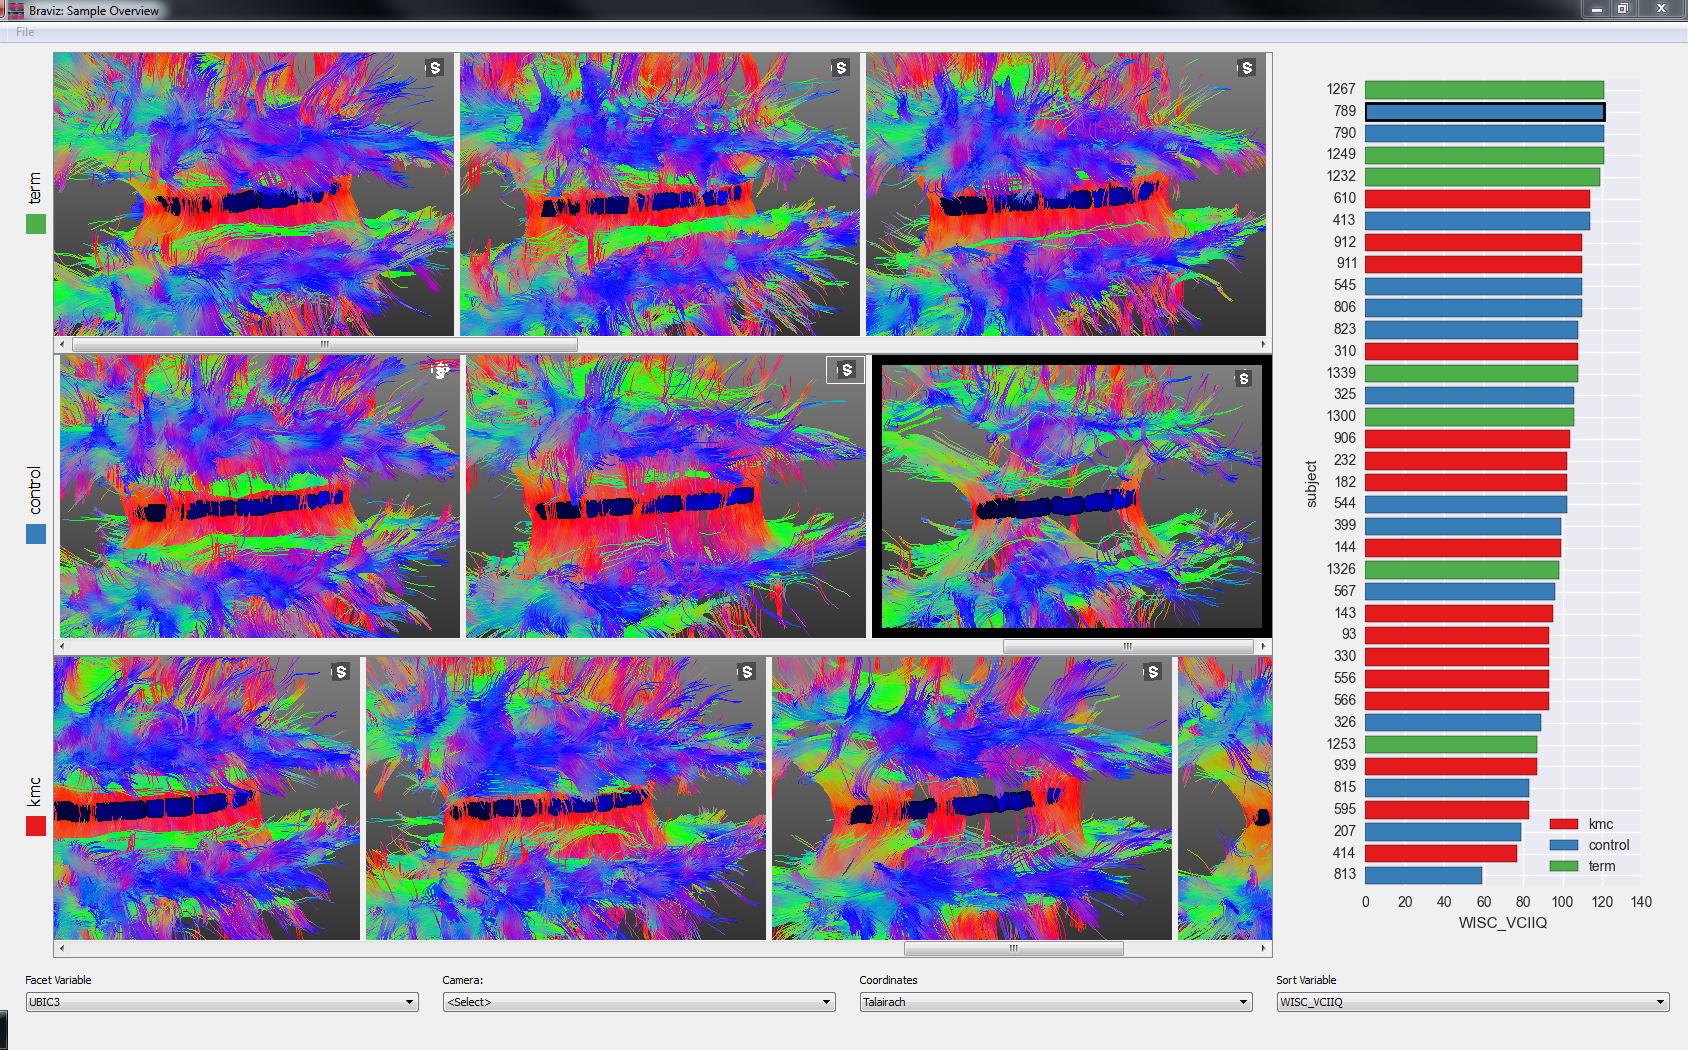 Braviz: Sample Overview
File
term
S
S
S
control
S
S
S
kmc
S
S
S
1267
789
790
1249
1232
610
413
912
911
545
806
823
310
1339
325
1300
906
232
182
544
399
144
1326
567
143
93
330
556
566
326
1253
939
815
595
207
414
813
subject
kmc
control
term
0 20 40 60 80 100 120 140
WISC_VCIIQ
Facet Variable Camera: Coordinates Sort Variable
UBIC3 <Select> Talairach WISC_VCIIQ